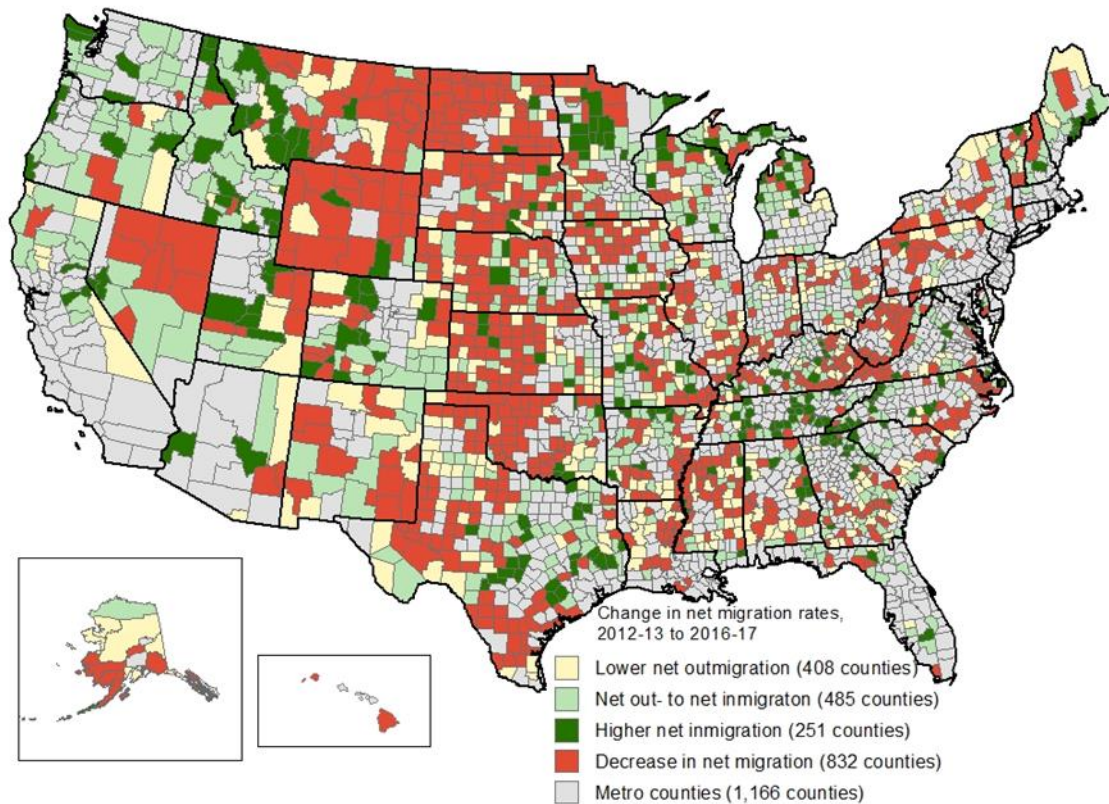 Change in net migration rates,
2012-13 to 2016-17
Lower net outmigration (408 counties)
Net out- to net inmigraton (485 counties)
Higher net inmigration (251 counties)
Decrease in net migration (832 counties)
Metro counties (1,166 counties)